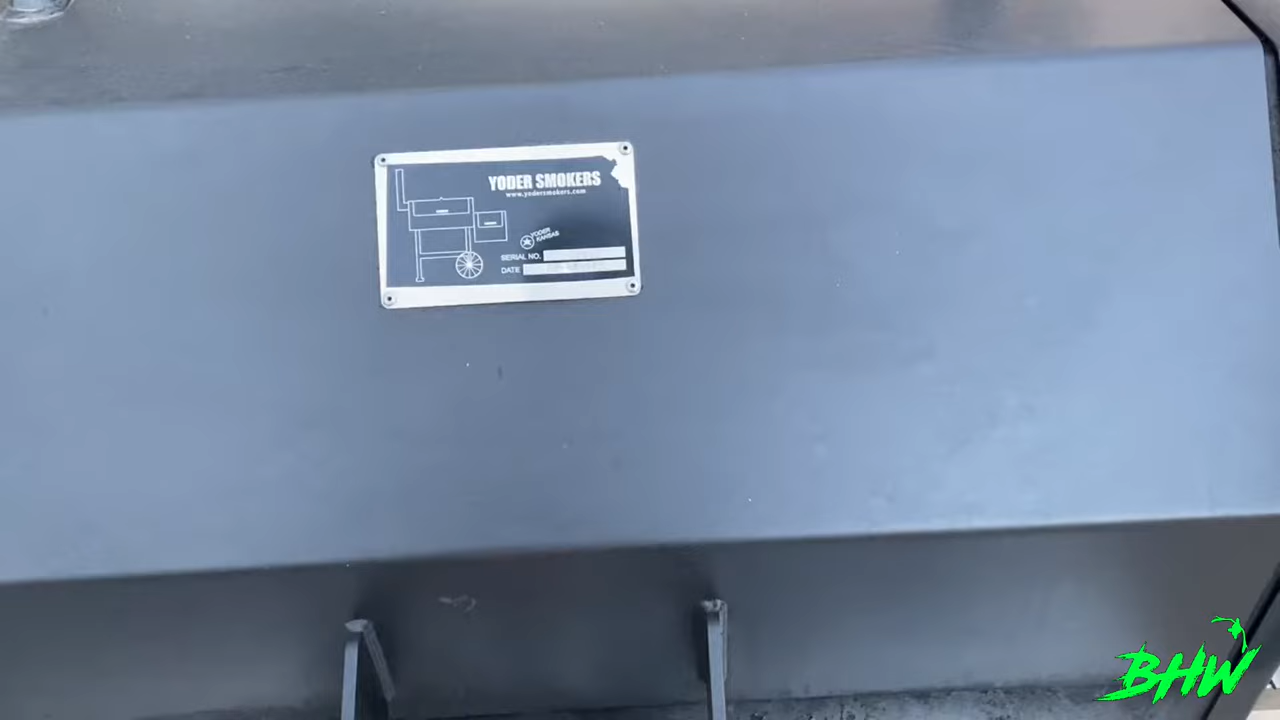 YODER SMOKERS
www.yodersmokers.com
YODER
KANSAS
SERIAL NO.
DATE
BHW